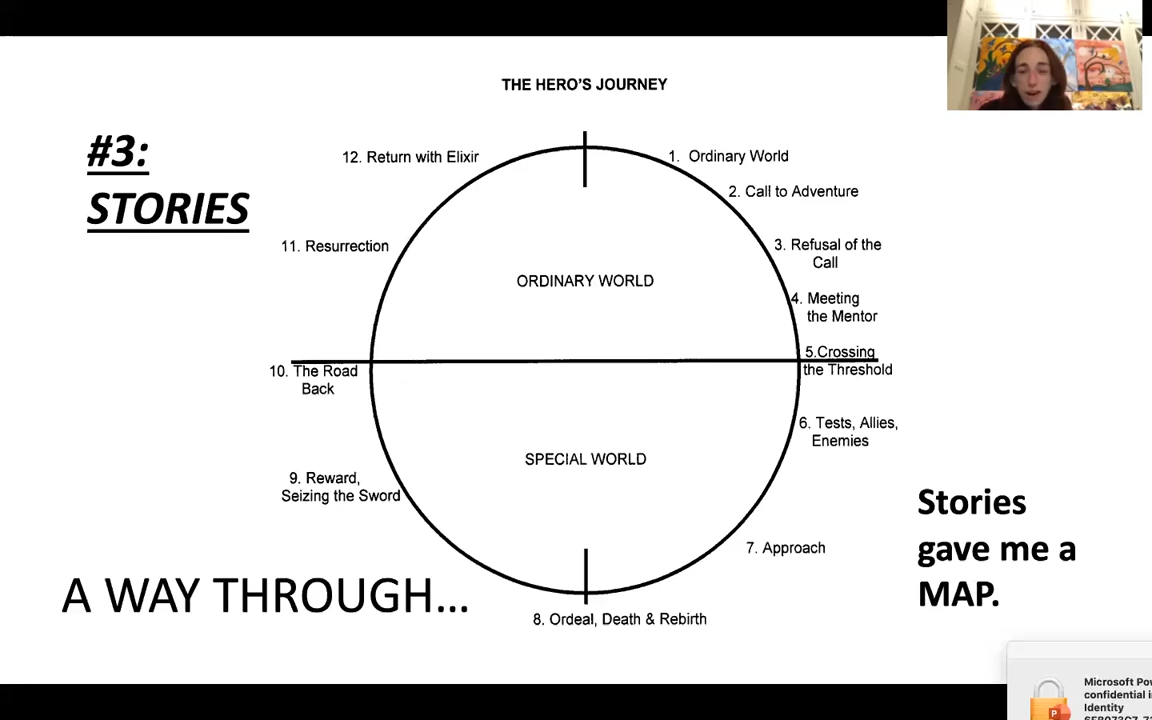 THE HERO'S JOURNEY
#3:
STORIES
12. Return with Elixir
1. Ordinary World
2. Call to Adventure
11. Resurrection
3. Refusal of the
Call
ORDINARY WORLD
4. Meeting
the Mentor
5.Crossing
the Threshold
10. The Road
Back
6. Tests, Allies,
Enemies
SPECIAL WORLD
9. Reward,
Seizing the Sword
7. Approach
8. Ordeal, Death & Rebirth
A WAY THROUGH...
Stories
gave me a
MAP.
Microsoft
confidential
Identity